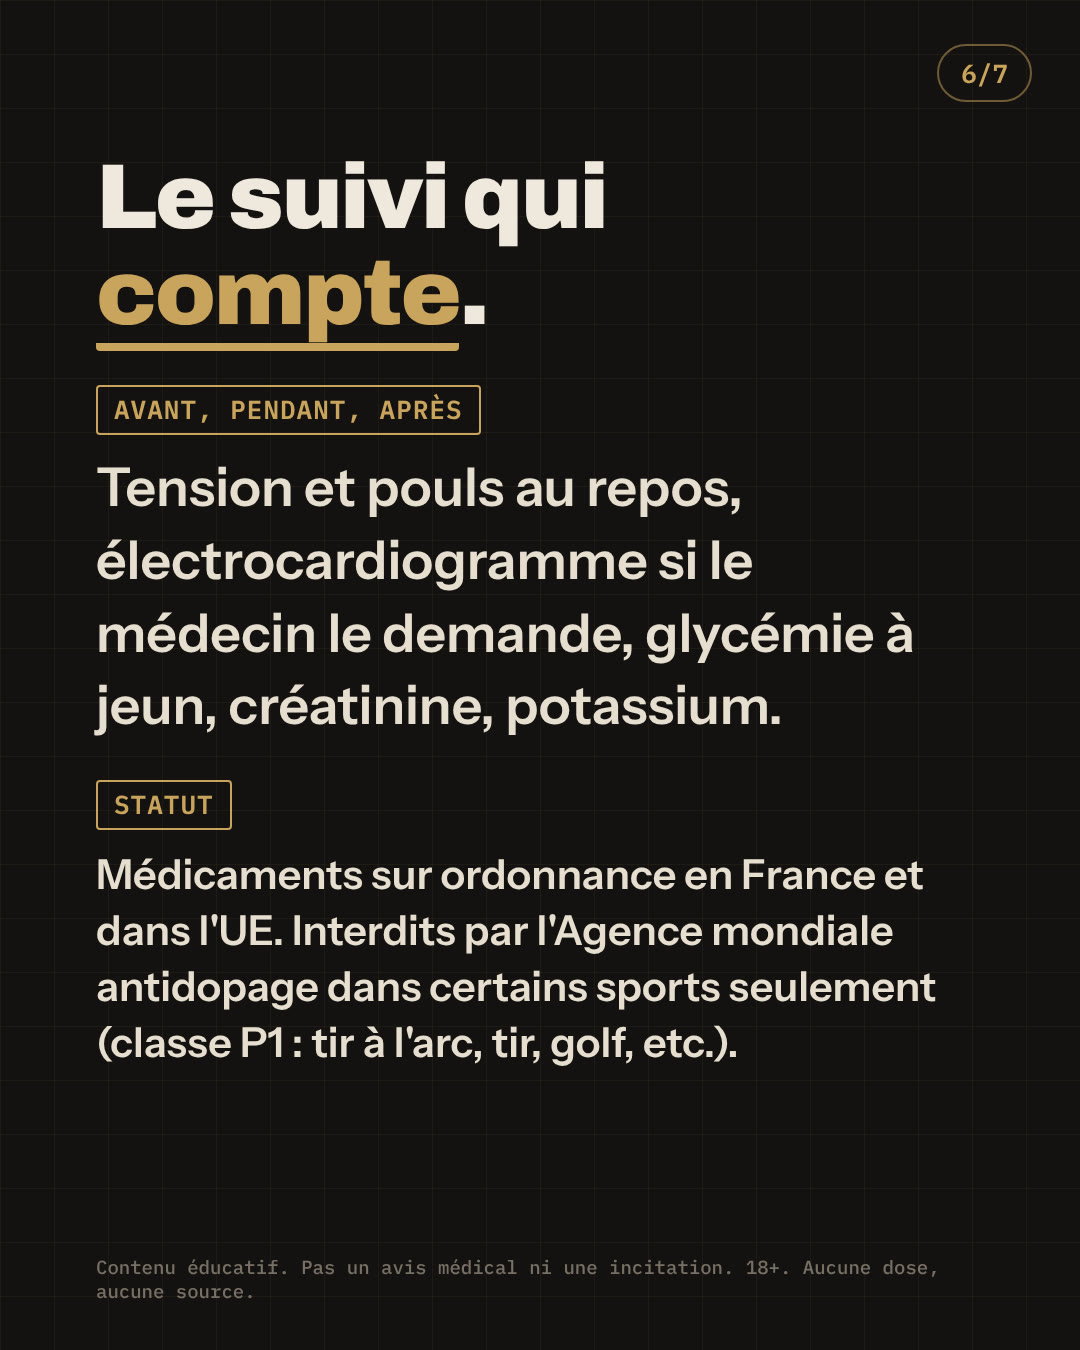 6/7
Le suivi qui
compte.
AVANT, PENDANT, APRÈS
Tension et pouls au repos,
électrocardiogramme si le
médecin le demande, glycémie à
jeun, créatinine, potassium.
STATUT
Médicaments sur ordonnance en France et
dans l'UE. Interdits par l'Agence mondiale
antidopage dans certains sports seulement
(classe P1 : tir à l'arc, tir, golf, etc.).
Contenu éducatif. Pas un avis médical ni une incitation. 18+. Aucune dose,
aucune source.